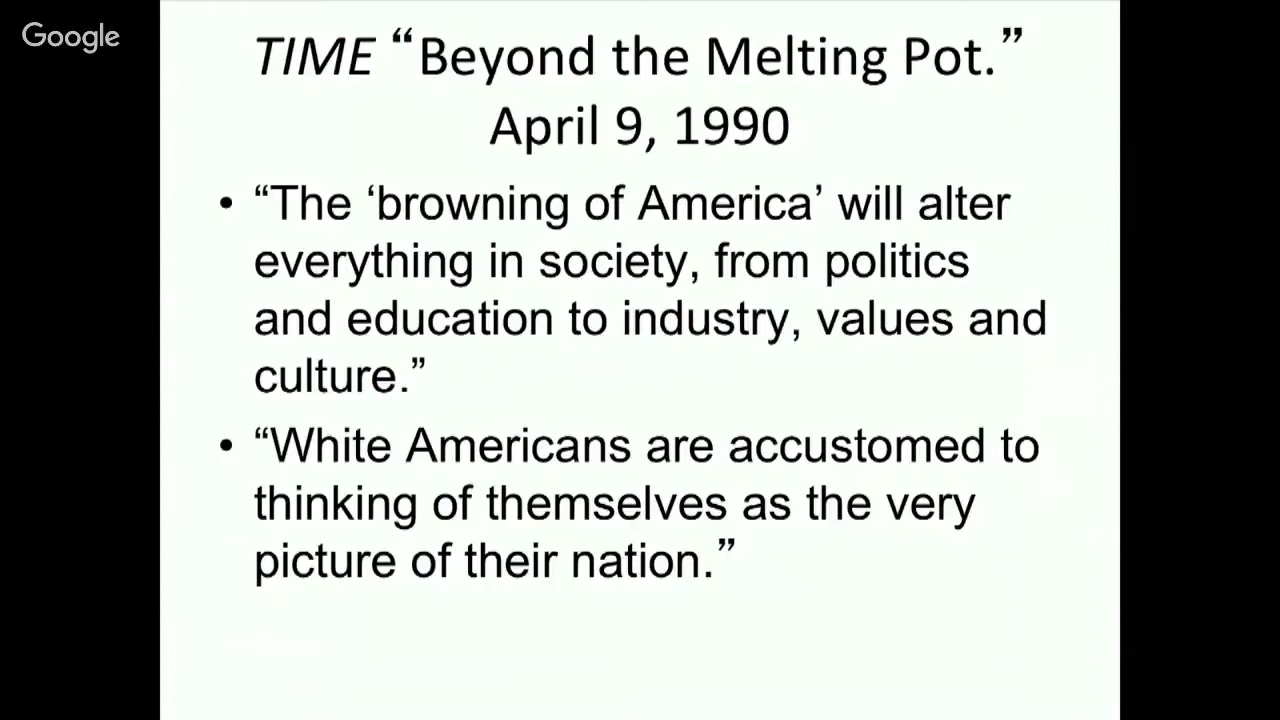 Google
TIME “Beyond the Melting Pot.”
April 9, 1990
• “The ‘browning of America’ will alter
everything in society, from politics
and education to industry, values and
culture.”
• “White Americans are accustomed to
thinking of themselves as the very
picture of their nation.”